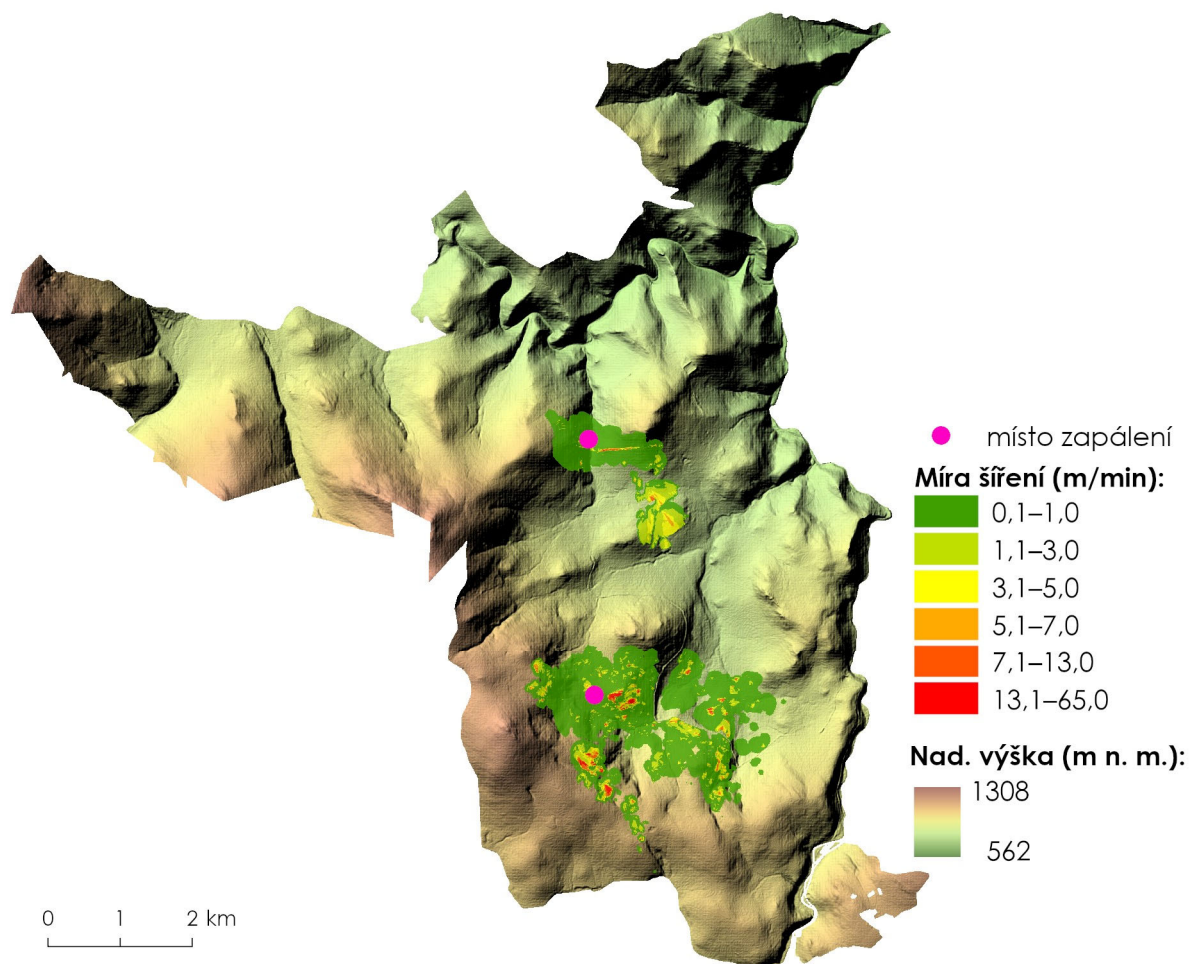 místo zapálení
Míra šíření (m/min):
0,1–1,0
1,1–3,0
3,1–5,0
5,1–7,0
7,1–13,0
13,1–65,0
Nad. výška (m n. m.):
1308
562
0 1 2 km